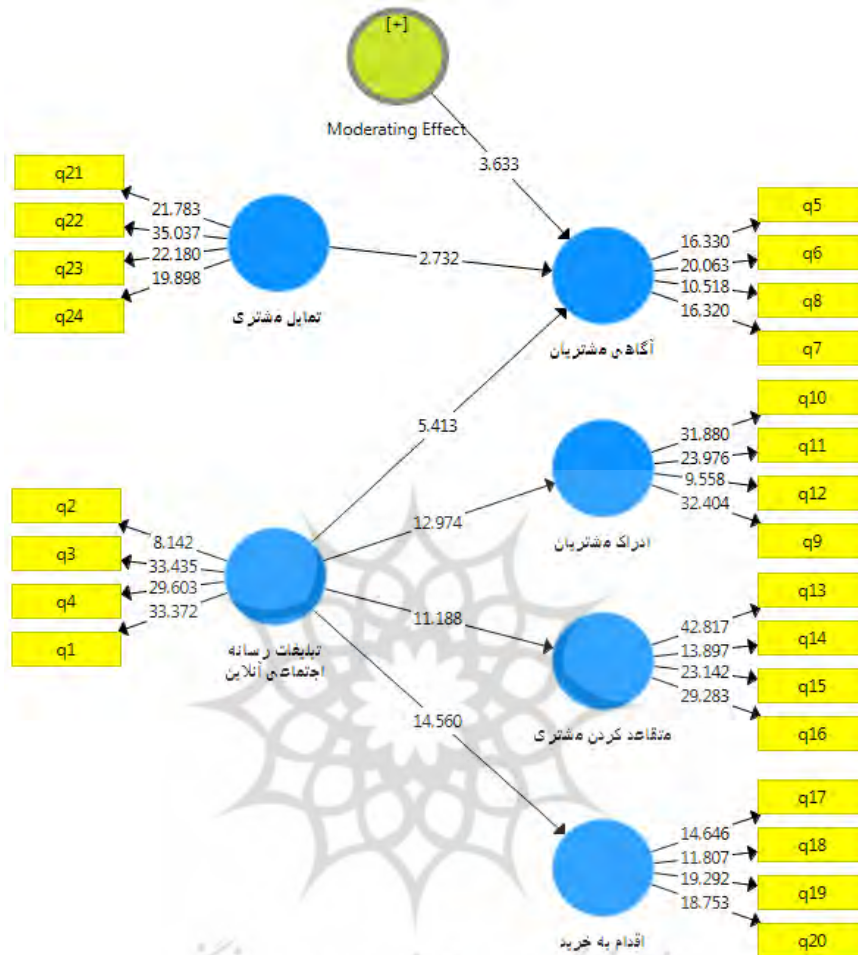 [+]
Moderating Effect
3.633
q21
q22
q23
q24
21.783
35.037
22.180
19.898
تمایل مشتری
2.732
q5
q6
q8
q7
16.330
20.063
10.518
16.320
آگاهی مشتریان
5.413
q10
q11
q12
q9
31.880
23.976
9.558
32.404
ادراک مشتریان
12.974
q2
q3
q4
q1
8.142
33.435
29.603
33.372
تبلیغات رسانه
اجتماعی آنلاین
11.188
q13
q14
q15
q16
42.817
13.897
23.142
29.283
متقاعد کردن مشتری
14.560
q17
q18
q19
q20
14.646
11.807
19.292
18.753
اقدام به خرید